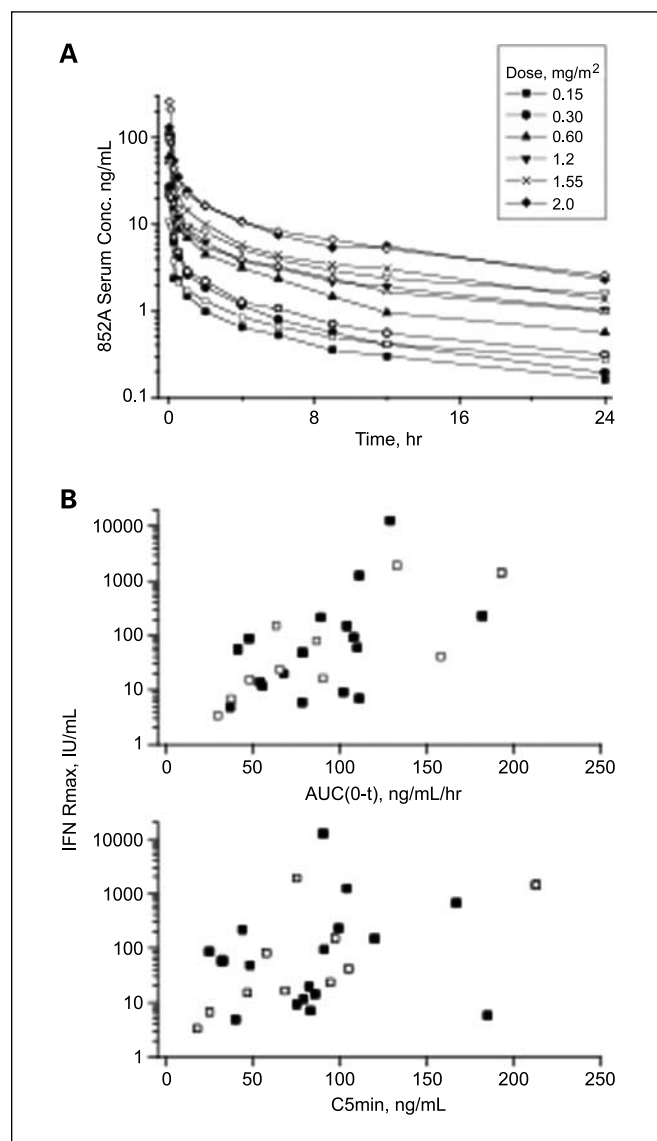 A
Dose, mg/m2
0.15
0.30
0.60
1.2
1.55
2.0
852A Serum Conc. ng/mL
100
10
1
0.1
0 8 16 24
Time, hr
B
IFN Rmax, IU/mL
10000
1000
100
10
1
0 50 100 150 200 250
AUC(0-t), ng/mL/hr
10000
1000
100
10
1
0 50 100 150 200 250
C5min, ng/mL